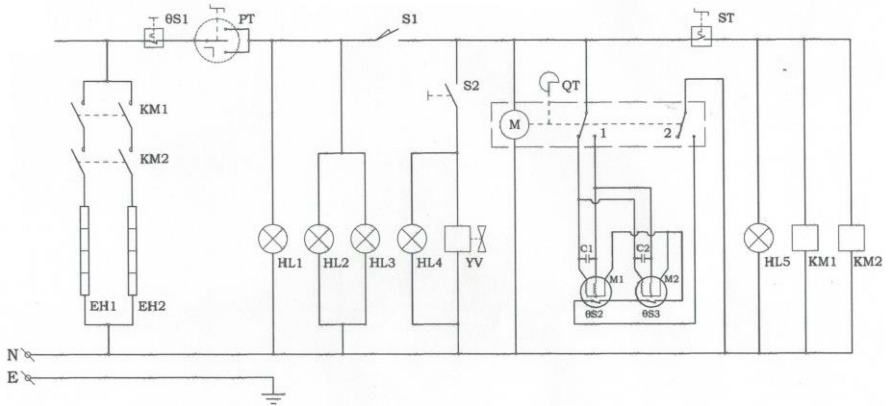 θS1
PT
S1
ST
S2
QT
KM1
M
1
2
KM2
C1
C2
HL1
HL2
HL3
HL4
YV
M1
M2
HL5
KM1
KM2
EH1
EH2
θS2
θS3
N
E